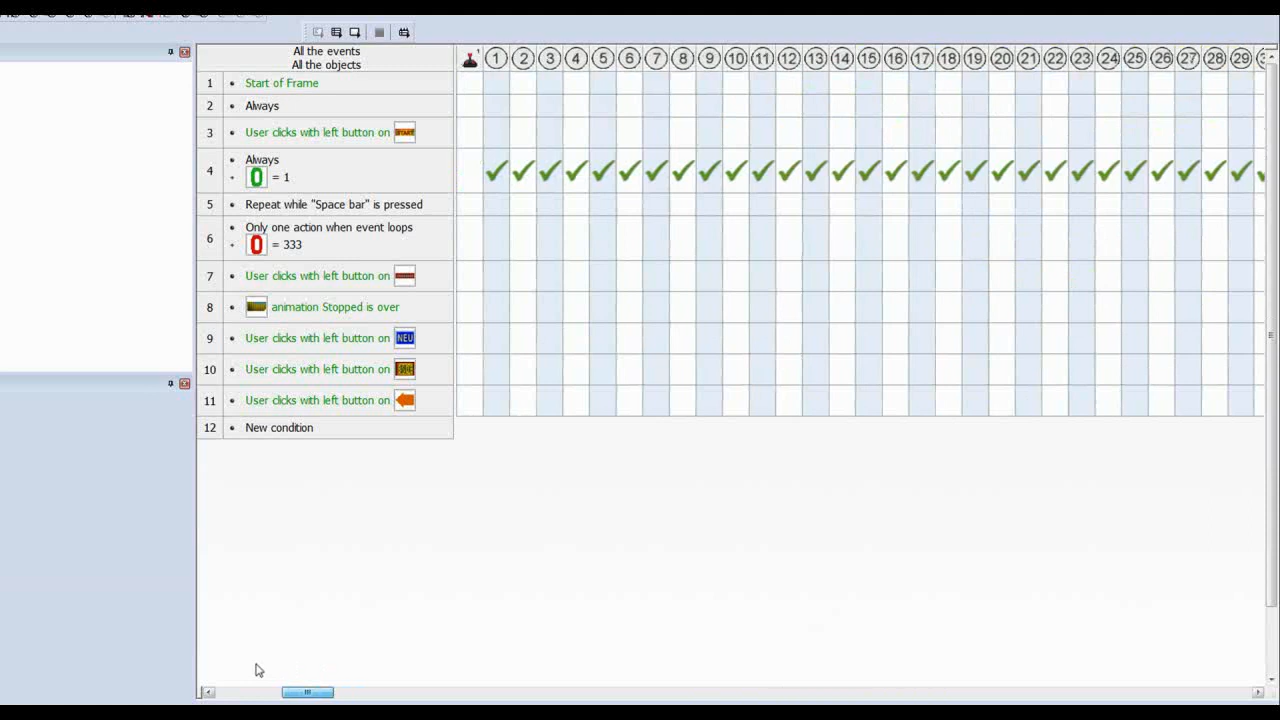 All the events
All the objects
1 1 2 3 4 5 6 7 8 9 10 11 12 13 14 15 16 17 18 19 20 21 22 23 24 25 26 27 28 29
1 • Start of Frame
2 • Always
3 • User clicks with left button on START
4 • Always
+ 0 = 1
5 • Repeat while "Space bar" is pressed
6 • Only one action when event loops
+ 0 = 333
7 • User clicks with left button on
8 • animation Stopped is over
9 • User clicks with left button on NEU
10 • User clicks with left button on
11 • User clicks with left button on
12 • New condition